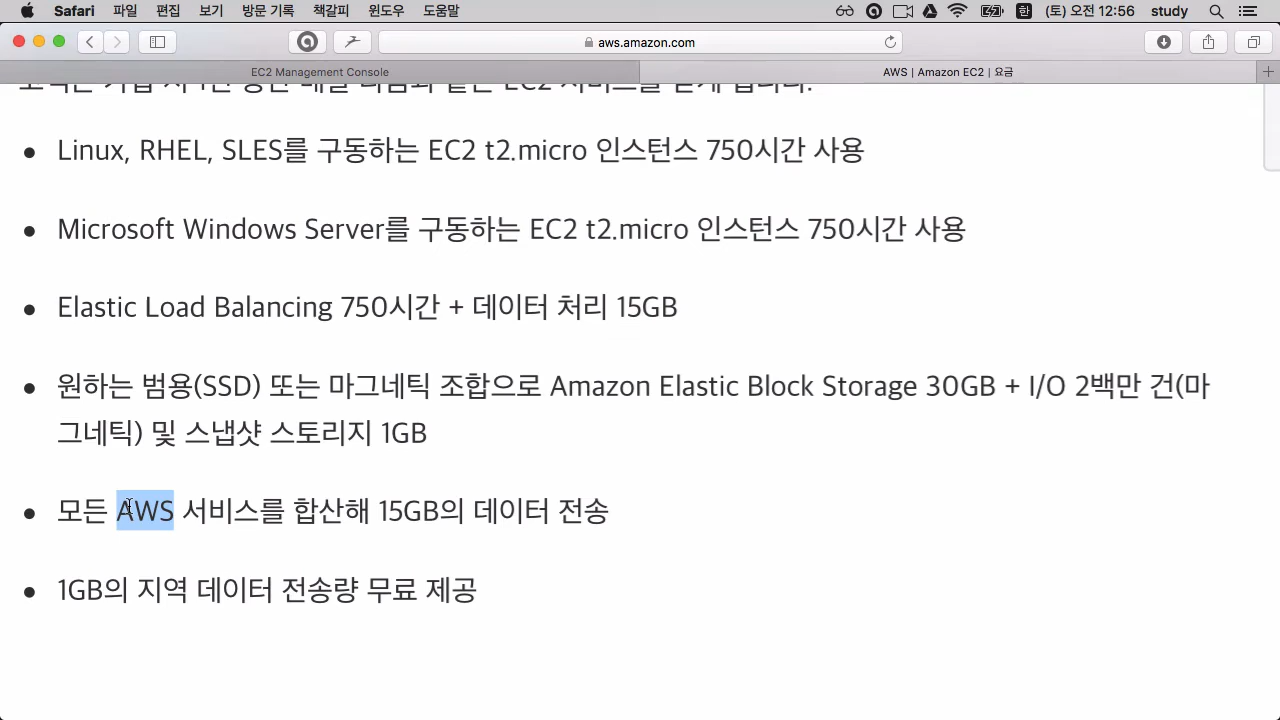 Safari 파일 편집 보기 방문 기록 책갈피 윈도우 도움말 한 (토) 오전 12:56 study
aws.amazon.com
EC2 Management Console
AWS | Amazon EC2 | 요금
Linux, RHEL, SLES를 구동하는 EC2 t2.micro 인스턴스 750시간 사용
Microsoft Windows Server를 구동하는 EC2 t2.micro 인스턴스 750시간 사용
Elastic Load Balancing 750시간 + 데이터 처리 15GB
원하는 범용(SSD) 또는 마그네틱 조합으로 Amazon Elastic Block Storage 30GB + I/O 2백만 건(마
그네틱) 및 스냅샷 스토리지 1GB
모든 AWS 서비스를 합산해 15GB의 데이터 전송
1GB의 지역 데이터 전송량 무료 제공